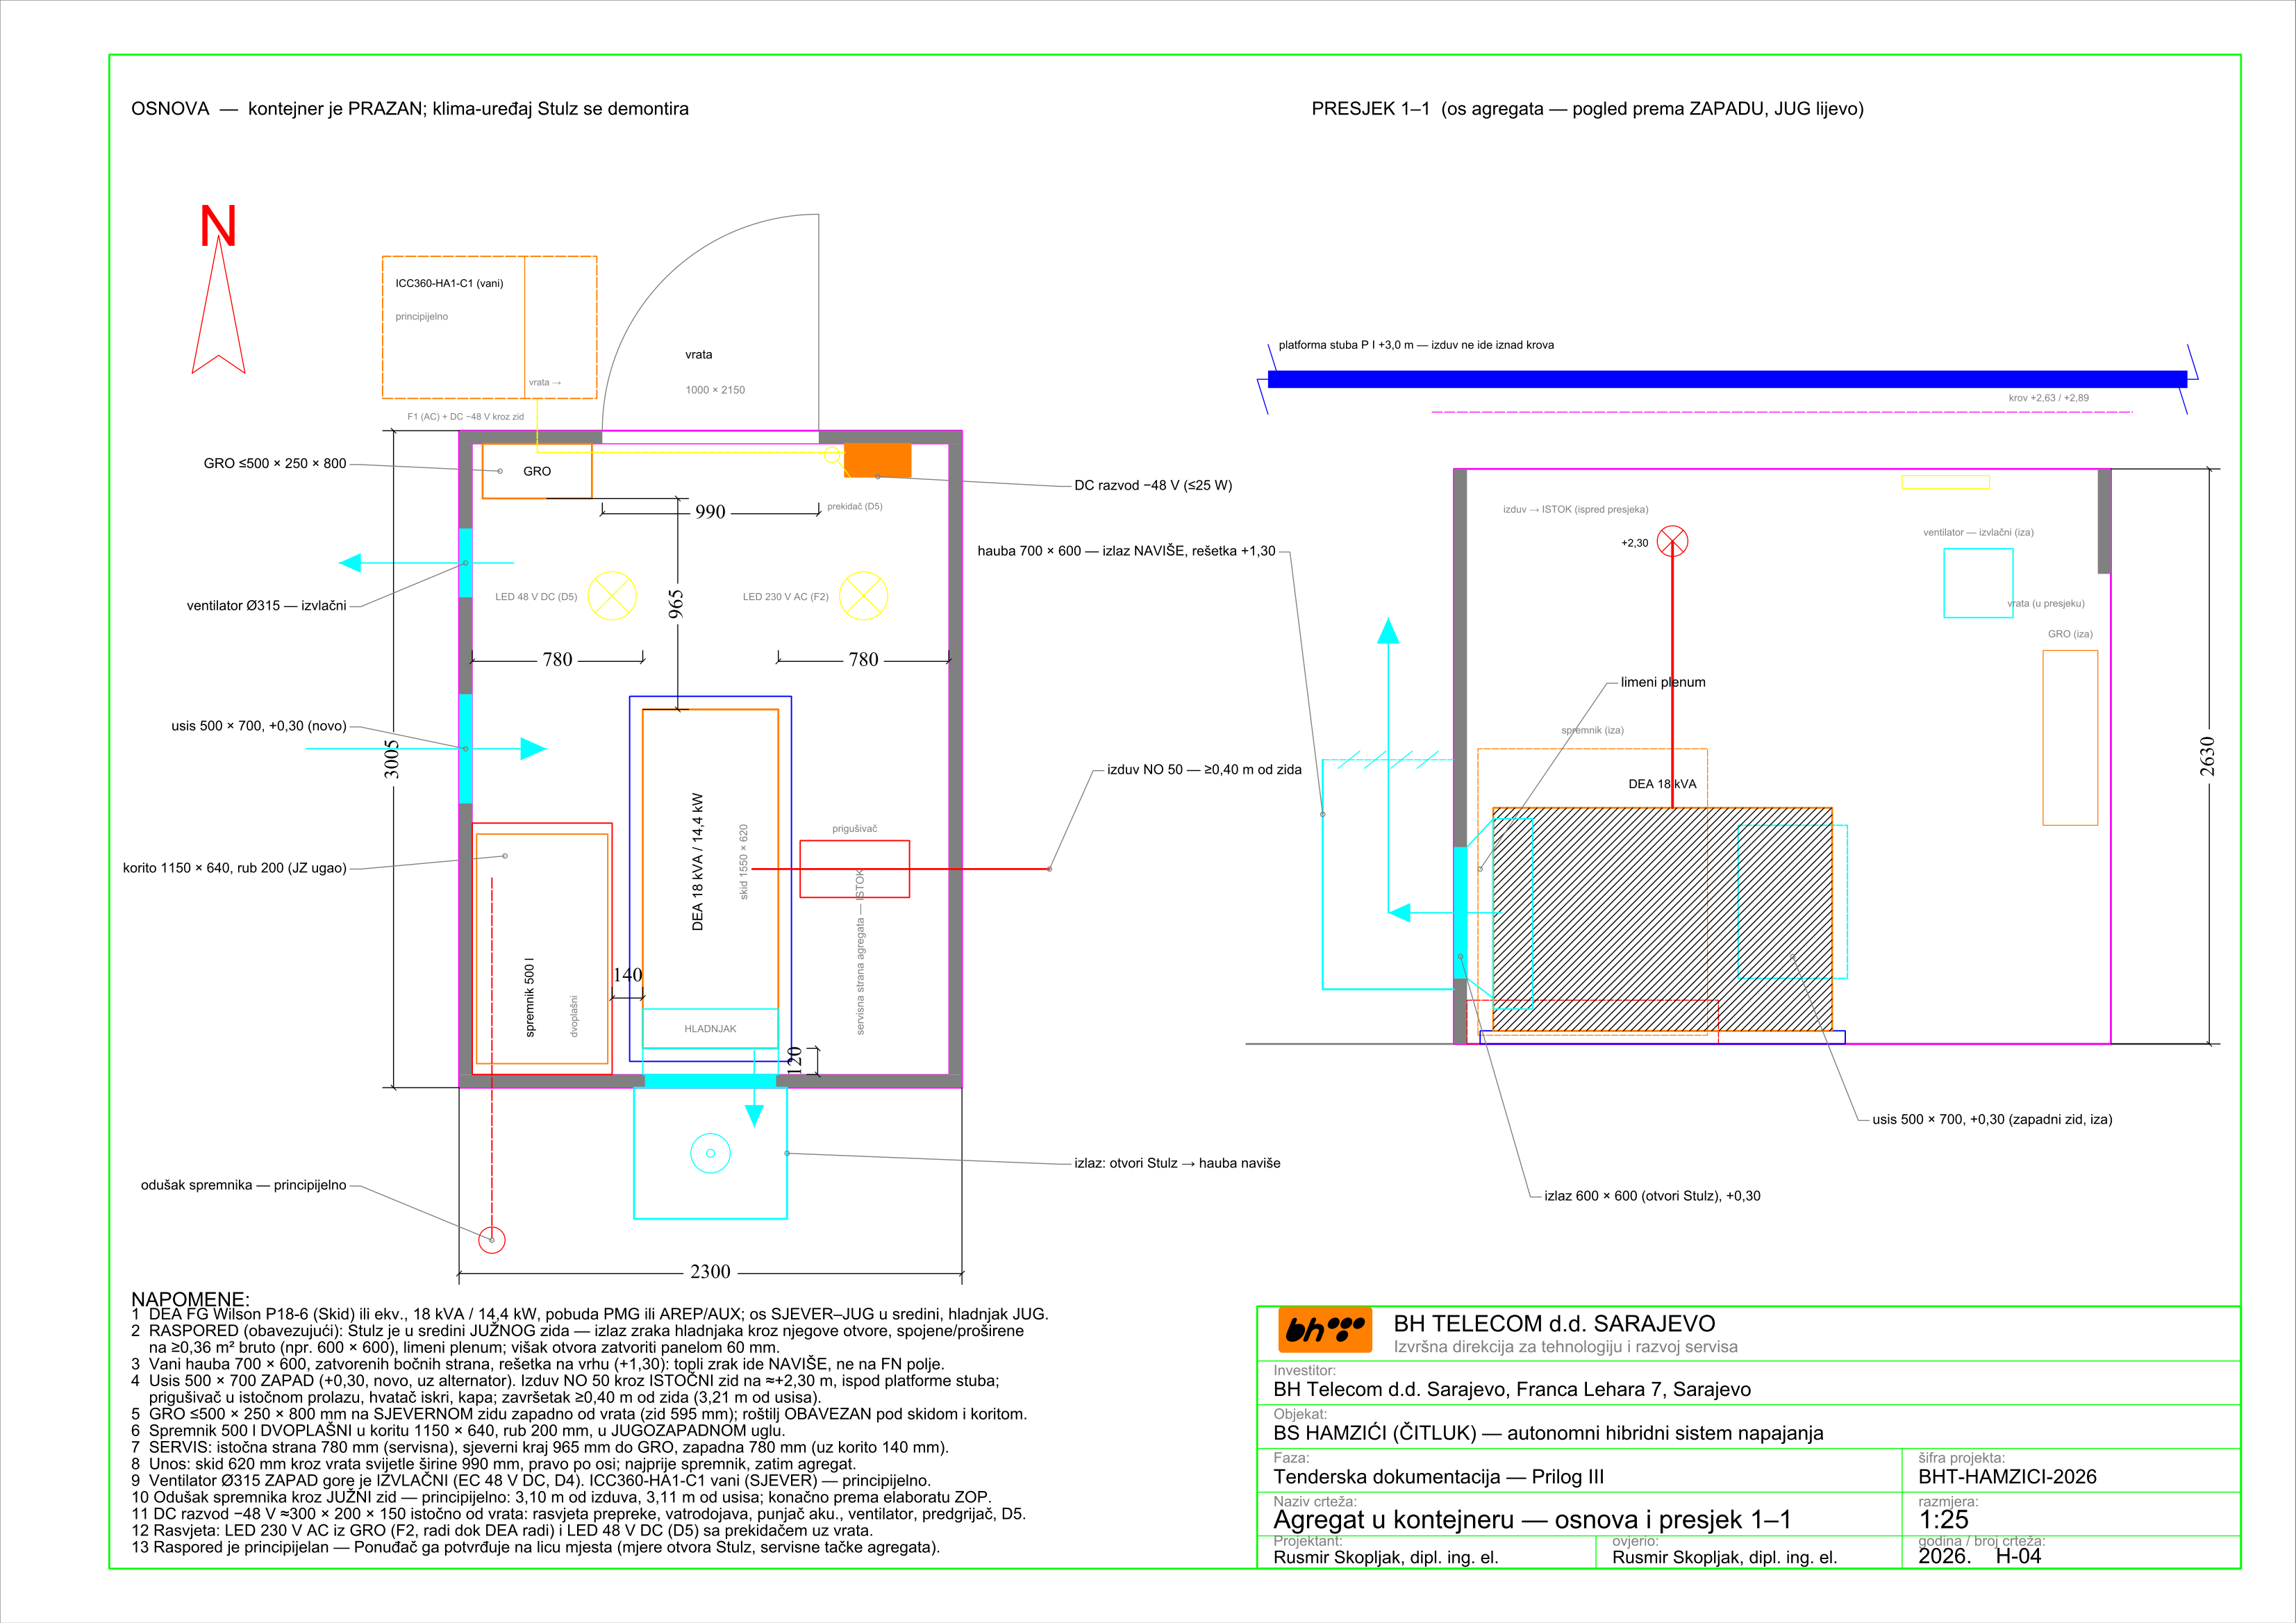 OSNOVA — kontejner je PRAZAN; klima-uređaj Stulz se demontira
PRESJEK 1–1 (os agregata — pogled prema ZAPADU, JUG lijevo)
N
ICC360-HA1-C1 (vani)
principijelno
vrata →
F1 (AC) + DC −48 V kroz zid
vrata
1000 × 2150
GRO ≤500 × 250 × 800
GRO
DC razvod −48 V (≤25 W)
prekidač (D5)
990
965
ventilator Ø315 — izvlačni
LED 48 V DC (D5)
LED 230 V AC (F2)
780
780
usis 500 × 700, +0,30 (novo)
3005
korito 1150 × 640, rub 200 (JZ ugao)
DEA 18 kVA / 14,4 kW
skid 1550 × 620
prigušivač
izduv NO 50 — ≥0,40 m od zida
servisna strana agregata — ISTOK
spremnik 500 l
dvoplašni
140
HLADNJAK
120
izlaz: otvori Stulz → hauba naviše
odušak spremnika — principijelno
2300
platforma stuba P I +3,0 m — izduv ne ide iznad krova
krov +2,63 / +2,89
izduv → ISTOK (ispred presjeka)
+2,30
ventilator — izvlačni (iza)
hauba 700 × 600 — izlaz NAVIŠE, rešetka +1,30
vrata (u presjeku)
GRO (iza)
limeni plenum
spremnik (iza)
DEA 18 kVA
2630
usis 500 × 700, +0,30 (zapadni zid, iza)
izlaz 600 × 600 (otvori Stulz), +0,30
NAPOMENE:
1 DEA FG Wilson P18-6 (Skid) ili ekv., 18 kVA / 14,4 kW, pobuda PMG ili AREP/AUX; os SJEVER–JUG u sredini, hladnjak JUG.
2 RASPORED (obavezujući): Stulz je u sredini JUŽNOG zida — izlaz zraka hladnjaka kroz njegove otvore, spojene/proširene
na ≥0,36 m² bruto (npr. 600 × 600), limeni plenum; višak otvora zatvoriti panelom 60 mm.
3 Vani hauba 700 × 600, zatvorenih bočnih strana, rešetka na vrhu (+1,30): topli zrak ide NAVIŠE, ne na FN polje.
4 Usis 500 × 700 ZAPAD (+0,30, novo, uz alternator). Izduv NO 50 kroz ISTOČNI zid na ≈+2,30 m, ispod platforme stuba;
prigušivač u istočnom prolazu, hvatač iskri, kapa; završetak ≥0,40 m od zida (3,21 m od usisa).
5 GRO ≤500 × 250 × 800 mm na SJEVERNOM zidu zapadno od vrata (zid 595 mm); roštilj OBAVEZAN pod skidom i koritom.
6 Spremnik 500 l DVOPLAŠNI u koritu 1150 × 640, rub 200 mm, u JUGOZAPADNOM uglu.
7 SERVIS: istočna strana 780 mm (servisna), sjeverni kraj 965 mm do GRO, zapadna 780 mm (uz korito 140 mm).
8 Unos: skid 620 mm kroz vrata svijetle širine 990 mm, pravo po osi; najprije spremnik, zatim agregat.
9 Ventilator Ø315 ZAPAD gore je IZVLAČNI (EC 48 V DC, D4). ICC360-HA1-C1 vani (SJEVER) — principijelno.
10 Odušak spremnika kroz JUŽNI zid — principijelno: 3,10 m od izduva, 3,11 m od usisa; konačno prema elaboratu ZOP.
11 DC razvod −48 V ≈300 × 200 × 150 istočno od vrata: rasvjeta prepreke, vatrodojava, punjač aku., ventilator, predgrijač, D5.
12 Rasvjeta: LED 230 V AC iz GRO (F2, radi dok DEA radi) i LED 48 V DC (D5) sa prekidačem uz vrata.
13 Raspored je principijelan — Ponuđač ga potvrđuje na licu mjesta (mjere otvora Stulz, servisne tačke agregata).
bh
BH TELECOM d.d. SARAJEVO
Izvršna direkcija za tehnologiju i razvoj servisa
Investitor:
BH Telecom d.d. Sarajevo, Franca Lehara 7, Sarajevo
Objekat:
BS HAMZIĆI (ČITLUK) — autonomni hibridni sistem napajanja
Faza:
Tenderska dokumentacija — Prilog III
šifra projekta:
BHT-HAMZICI-2026
Naziv crteža:
Agregat u kontejneru — osnova i presjek 1–1
razmjera:
1:25
Projektant:
Rusmir Skopljak, dipl. ing. el.
ovjerio:
Rusmir Skopljak, dipl. ing. el.
godina / broj crteža:
2026. H-04